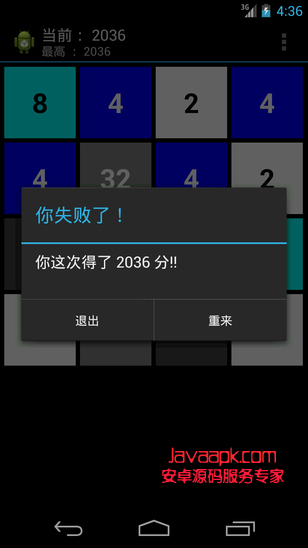 3G 4:36
当前： 2036
最高 ： 2036
8 4 2 4
4 32 4 2
你失败了！
你这次得了 2036 分!!
退出 重来
Javaapk.com
安卓源码服务专家